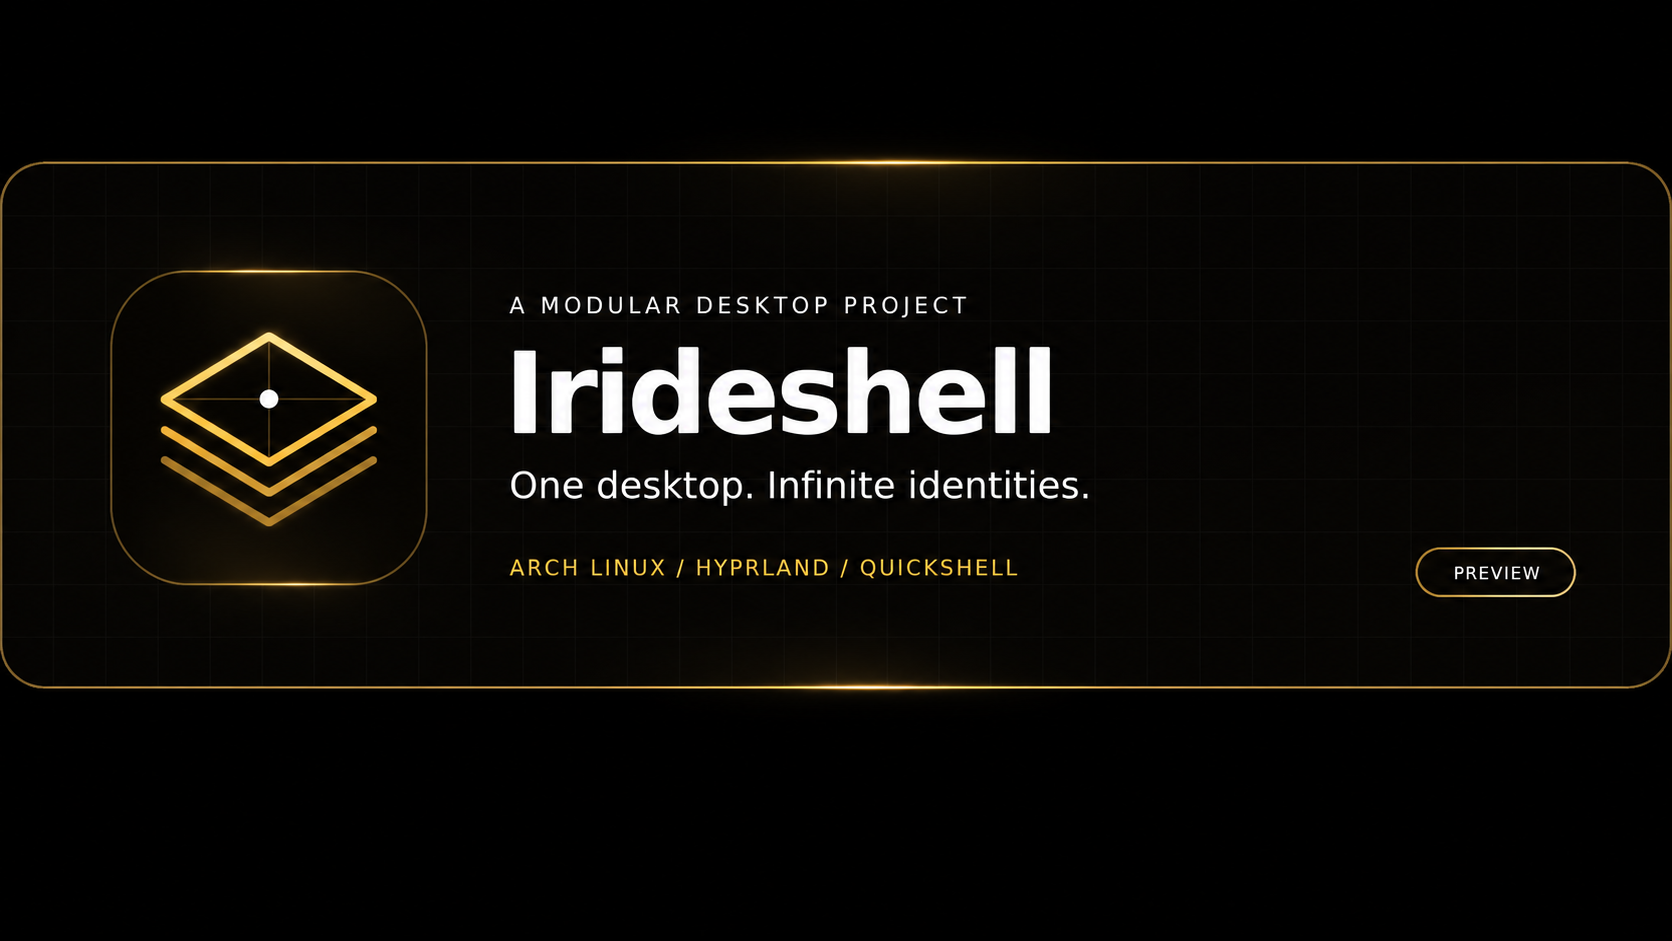 A MODULAR DESKTOP PROJECT
Irideshell
One desktop. Infinite identities.
ARCH LINUX / HYPRLAND / QUICKSHELL
PREVIEW